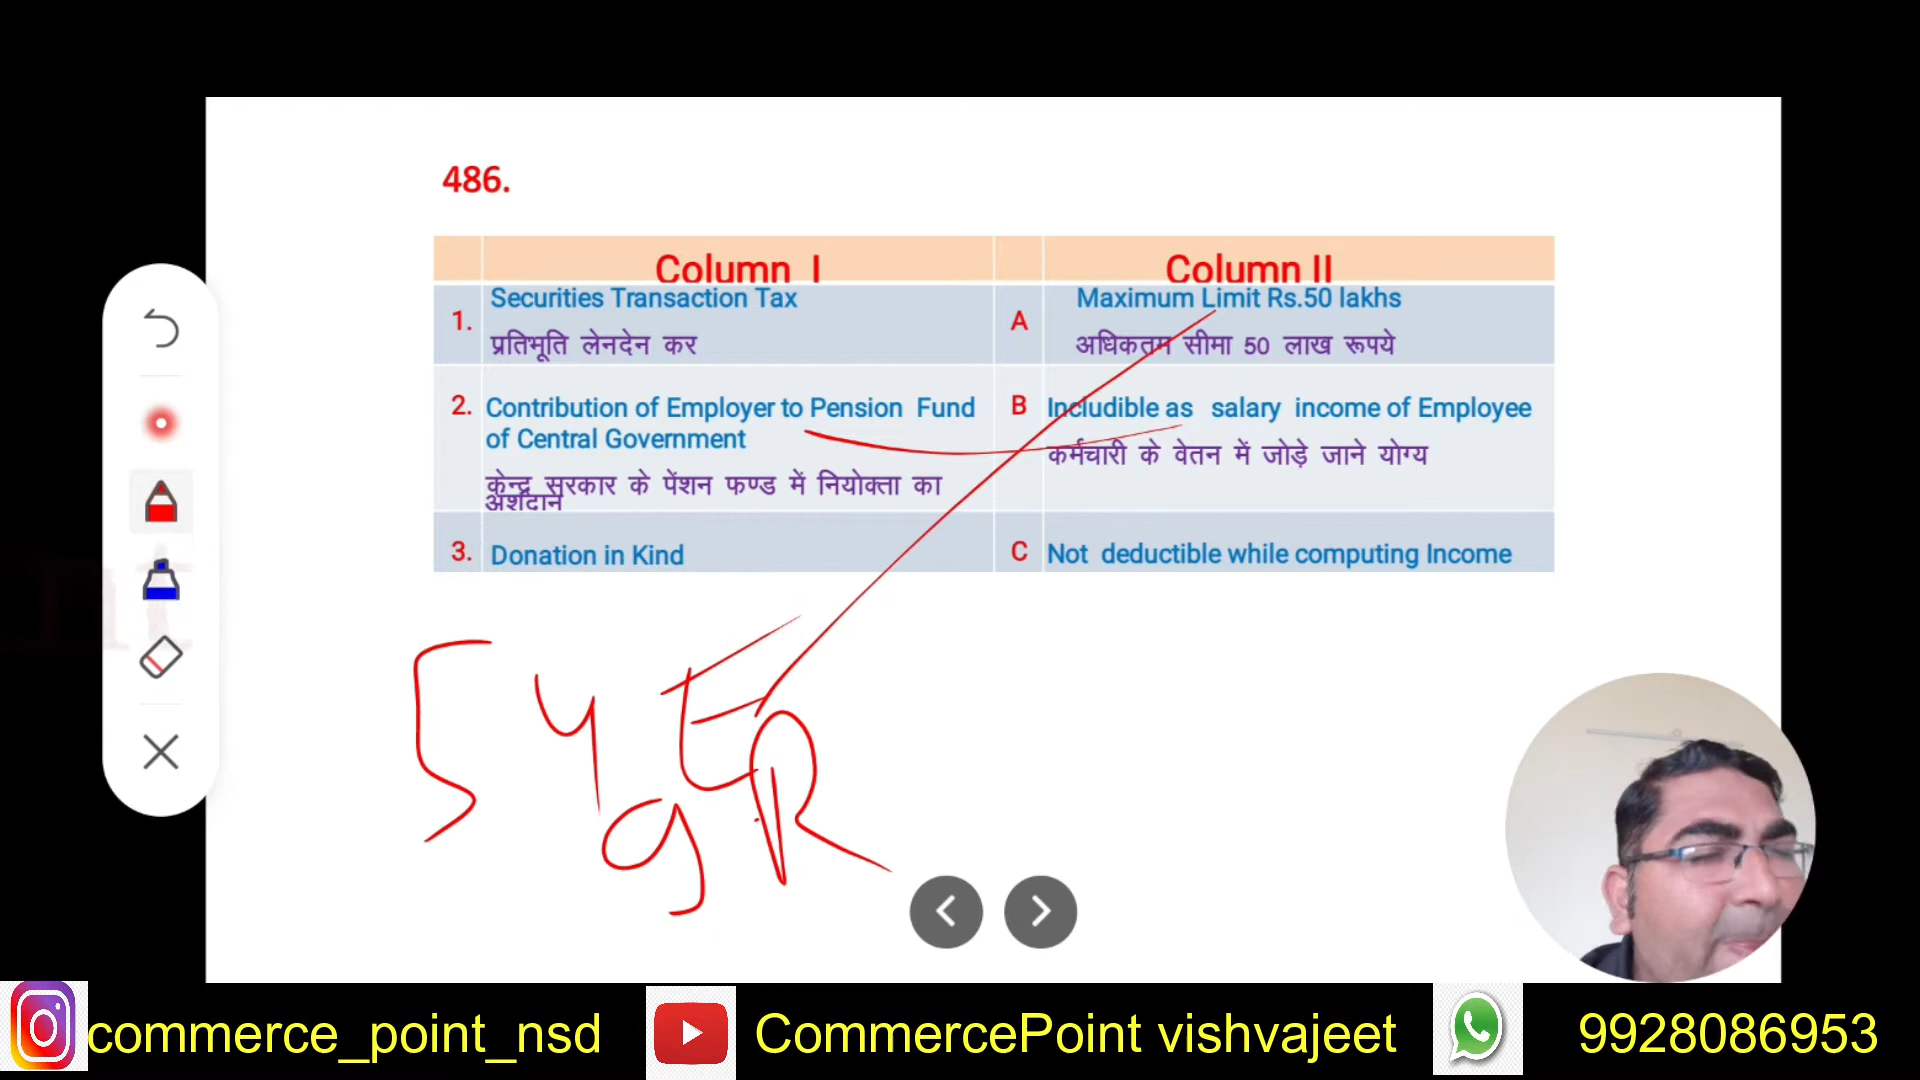 486.
Column I Column II
1. Securities Transaction Tax A Maximum Limit Rs.50 lakhs
प्रतिभूति लेनदेन कर अधिकतम सीमा 50 लाख रूपये
2. Contribution of Employer to Pension Fund B Includible as salary income of Employee
of Central Government
कर्मचारी के वेतन में जोड़े जाने योग्य
केन्द्र सरकार के पेंशन फण्ड में नियोक्ता का
अंशदान
3. Donation in Kind C Not deductible while computing Income
54 E
9 R
commerce_point_nsd CommercePoint vishvajeet 9928086953